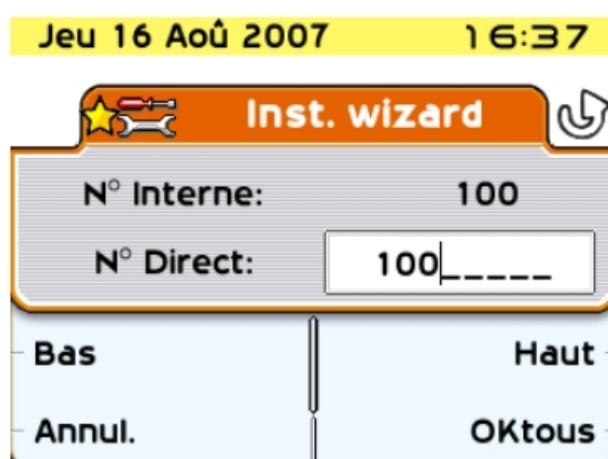 Jeu 16 Aoû 2007 16:37
Inst. wizard
N° Interne: 100
N° Direct: 100_____
Bas Haut
Annul. OKtous